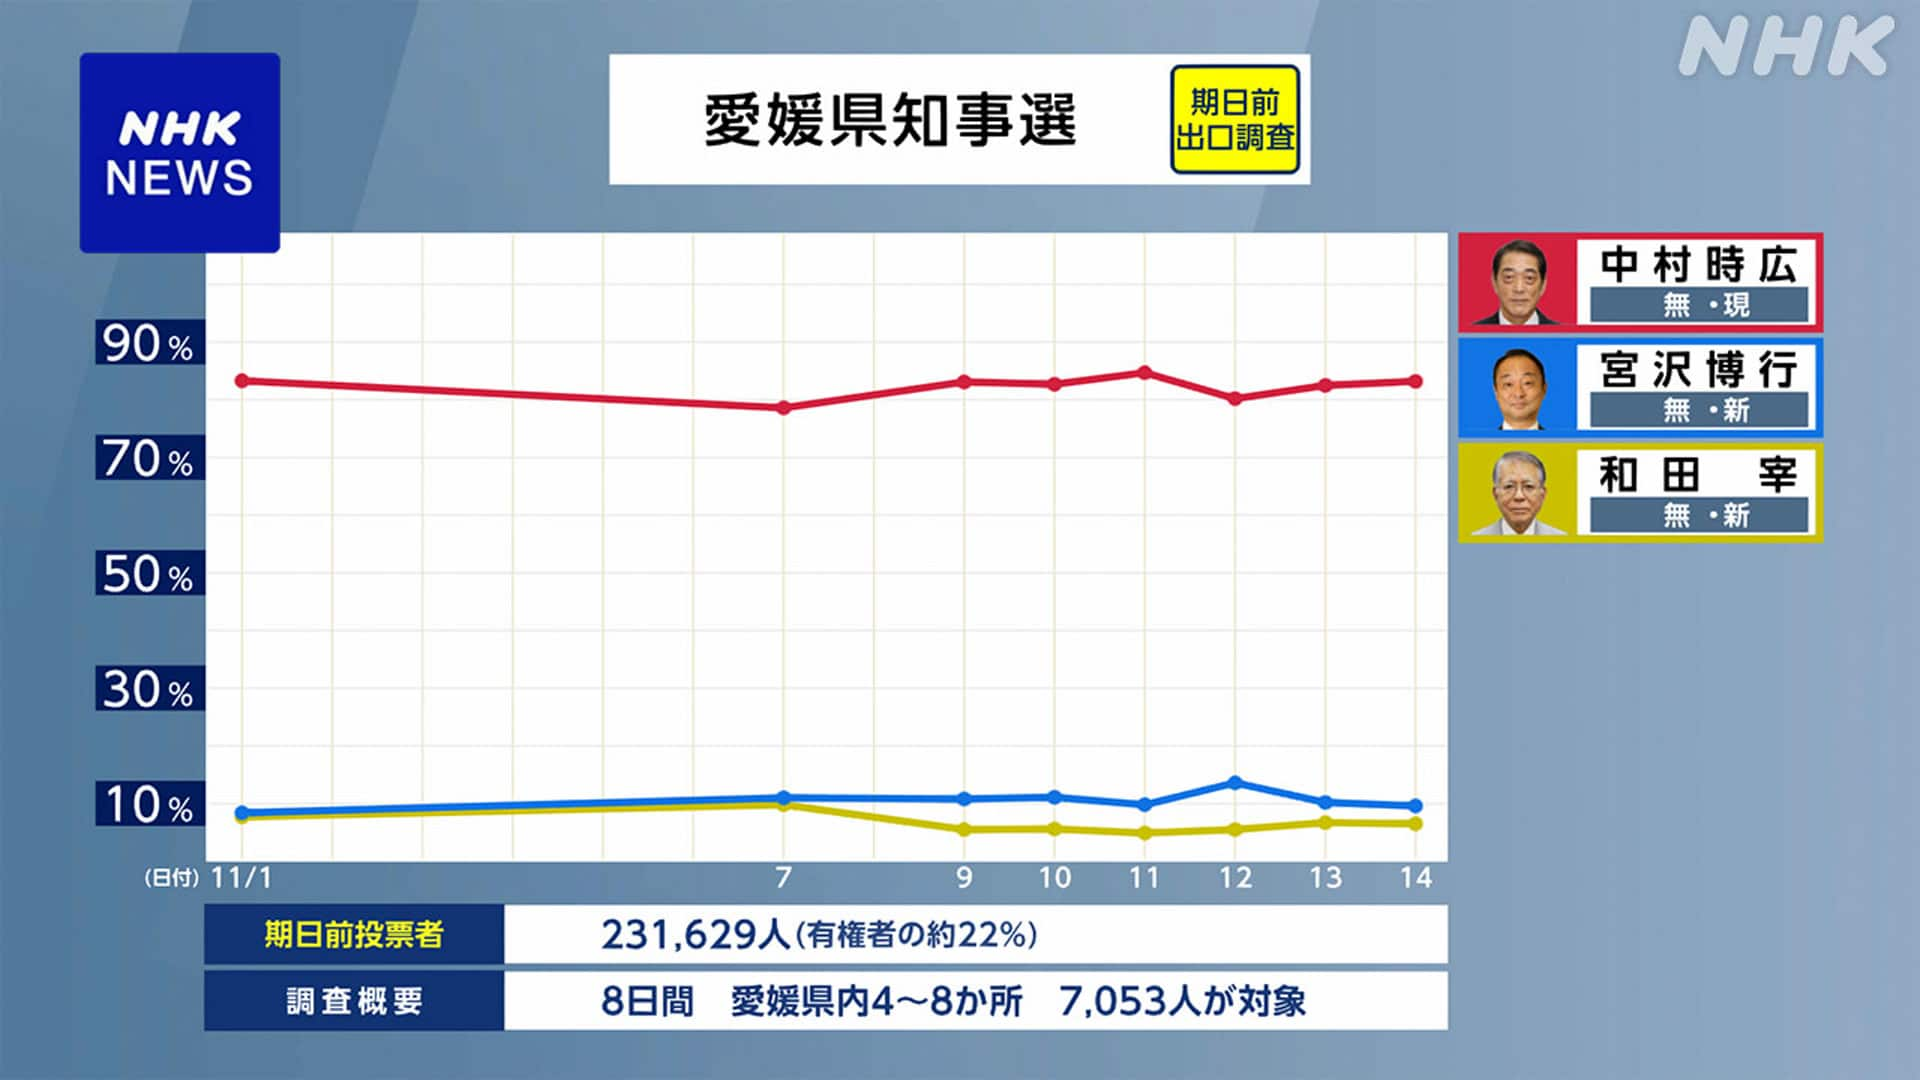 NHK
NHK
NEWS
愛媛県知事選
期日前
出口調査
中村時広
無・現
宮沢博行
無・新
和田 宰
無・新
90%
70%
50%
30%
10%
(日付) 11/1 7 9 10 11 12 13 14
期日前投票者 231,629人(有権者の約22%)
調査概要 8日間 愛媛県内4〜8か所 7,053人が対象